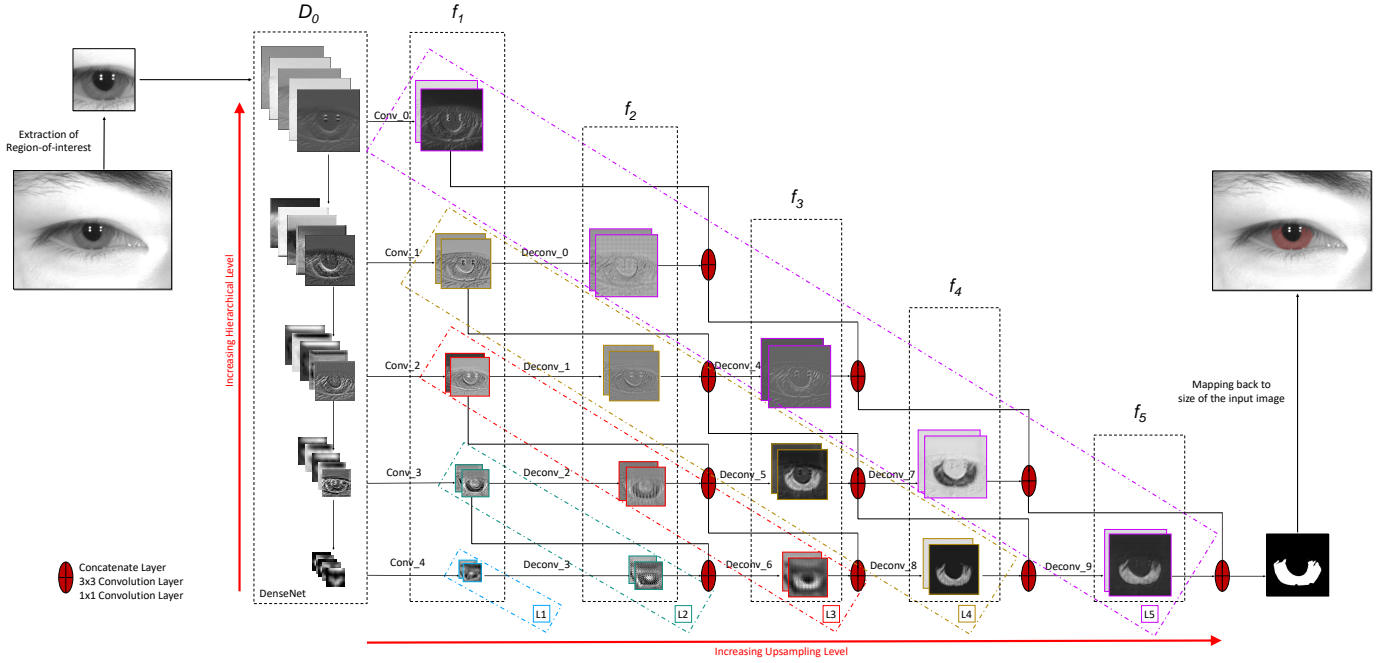 D0
f1
f2
f3
f4
f5
Extraction of
Region-of-interest
Increasing Hierarchical Level
Conv_0
Conv_1
Deconv_0
Conv_2
Deconv_1
Deconv_4
Conv_3
Deconv_2
Deconv_5
Deconv_7
Conv_4
Deconv_3
Deconv_6
Deconv_8
Deconv_9
Mapping back to
size of the input image
Concatenate Layer
3x3 Convolution Layer
1x1 Convolution Layer
DenseNet
L1
L2
L3
L4
L5
Increasing Upsampling Level